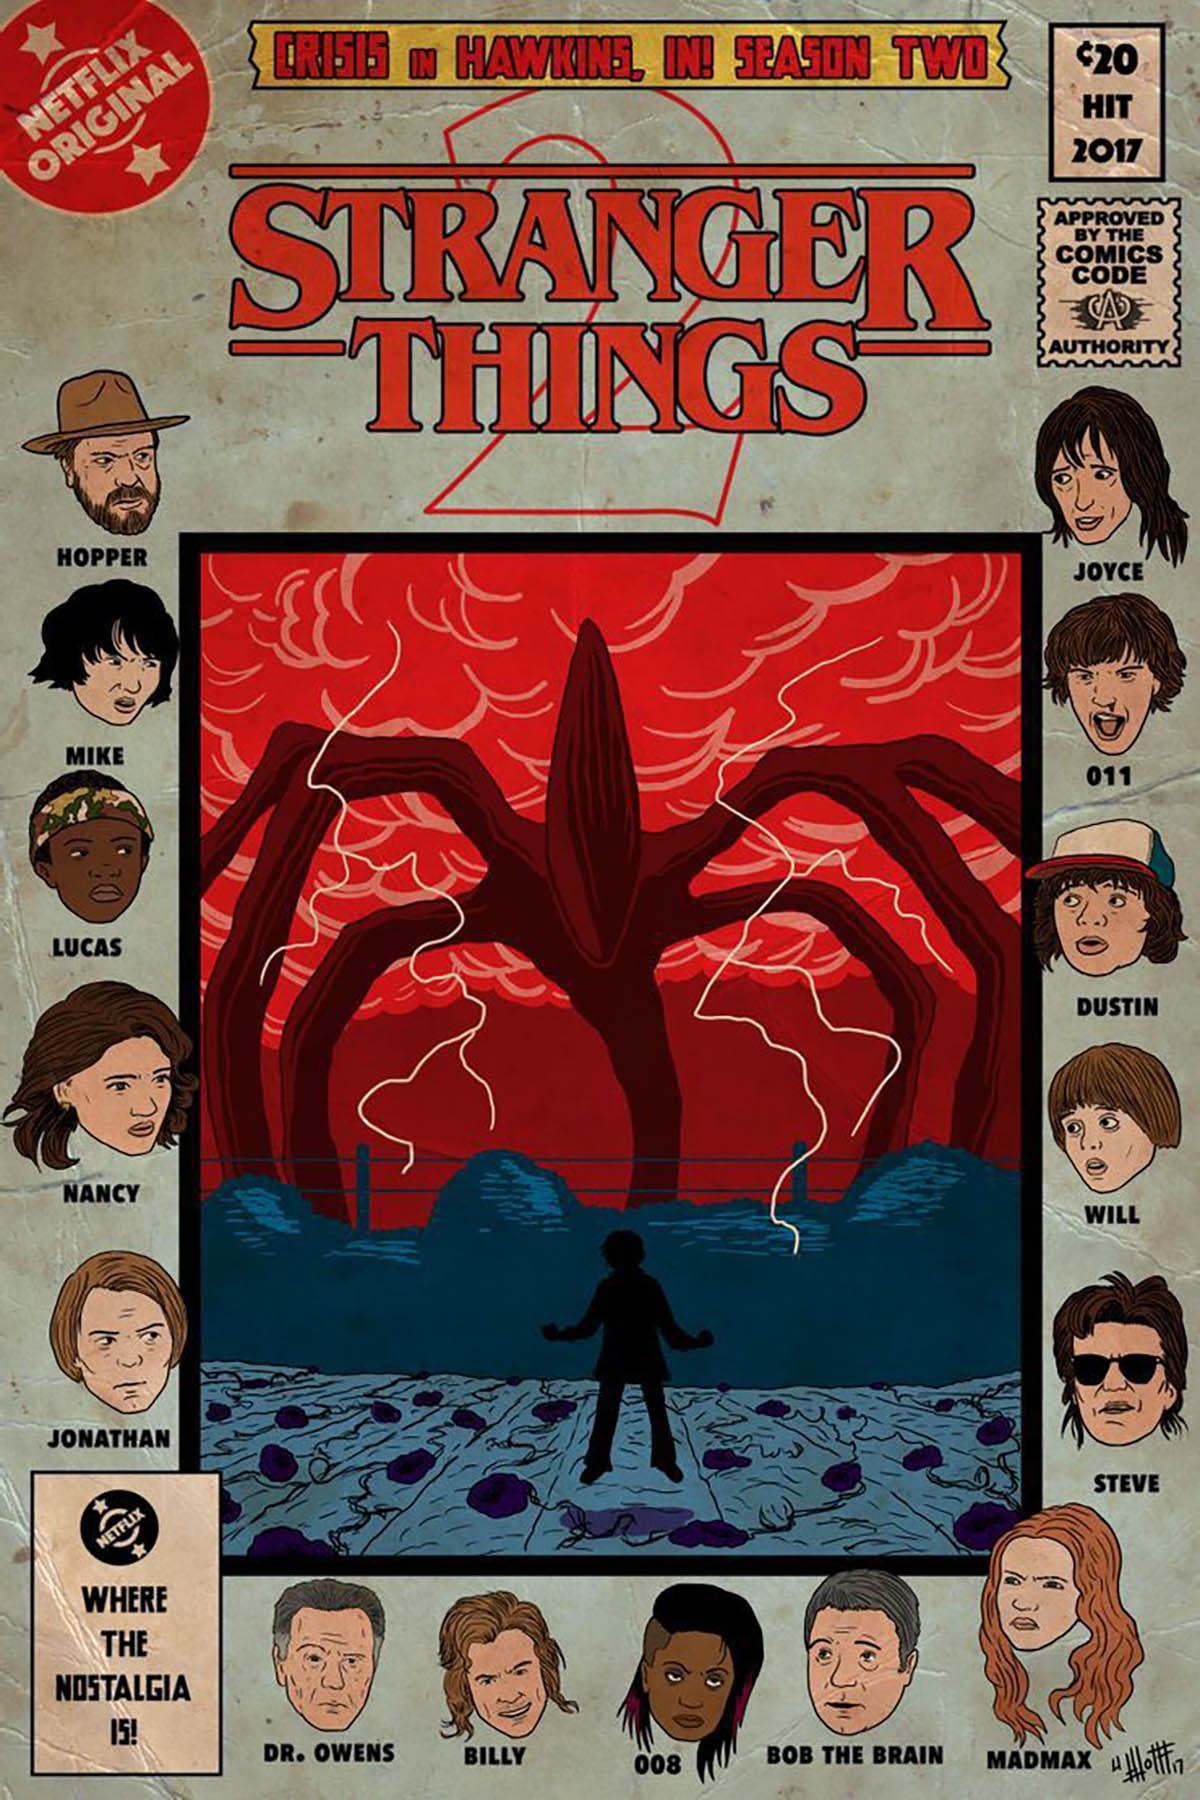 NETFLIX
ORIGINAL
CRISIS IN HAWKINS, IN! SEASON TWO
¢20
HIT
2017
2
STRANGER
THINGS
APPROVED
BY THE
COMICS
CODE
CA
AUTHORITY
HOPPER
JOYCE
MIKE
011
LUCAS
DUSTIN
NANCY
WILL
JONATHAN
STEVE
NETFLIX
WHERE
THE
NOSTALGIA
IS!
DR. OWENS
BILLY
008
BOB THE BRAIN
MADMAX